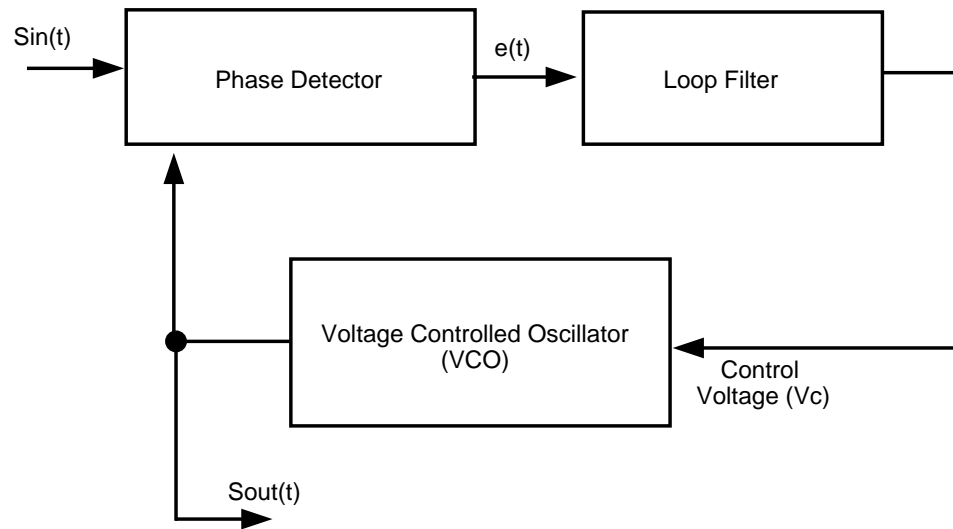 Sin(t)
Phase Detector
e(t)
Loop Filter
Voltage Controlled Oscillator
(VCO)
Control
Voltage (Vc)
Sout(t)